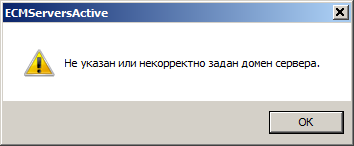 ECMServersActive
Не указан или некорректно задан домен сервера.
OK